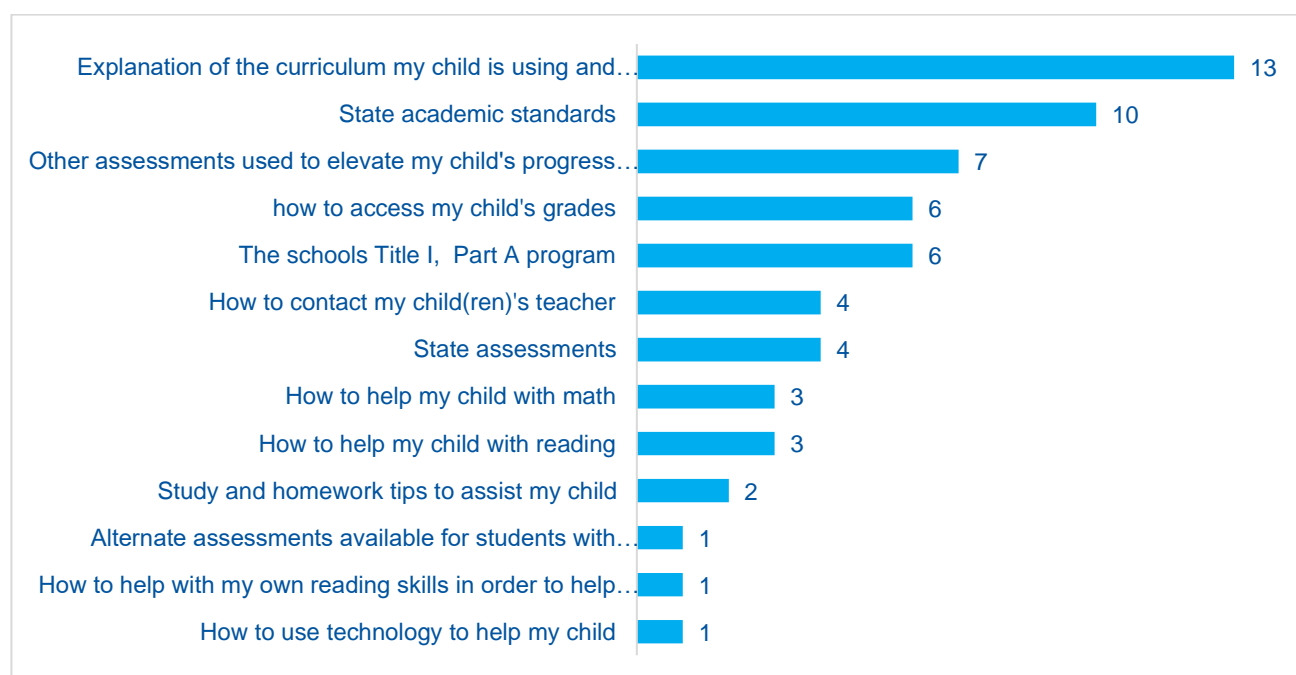 Explanation of the curriculum my child is using and… 13
State academic standards 10
Other assessments used to elevate my child's progress… 7
how to access my child's grades 6
The schools Title I,  Part A program 6
How to contact my child(ren)'s teacher 4
State assessments 4
How to help my child with math 3
How to help my child with reading 3
Study and homework tips to assist my child 2
Alternate assessments available for students with… 1
How to help with my own reading skills in order to help… 1
How to use technology to help my child 1